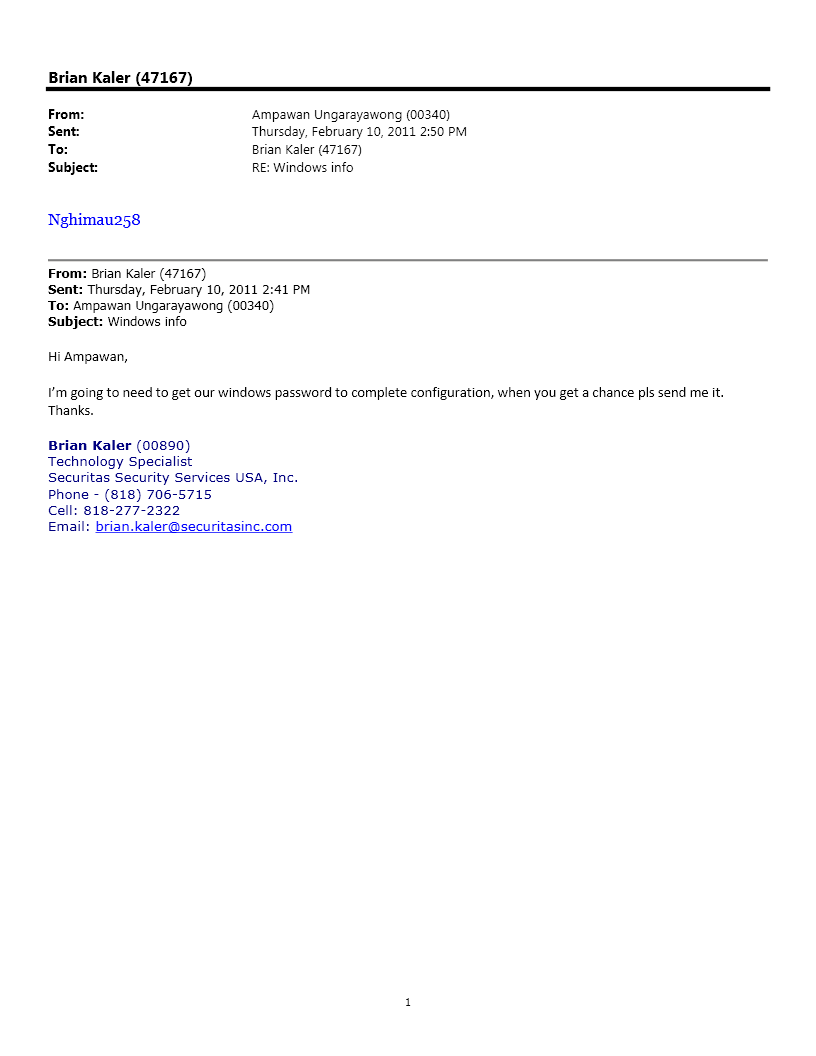 Brian Kaler (47167)
From: Ampawan Ungarayawong (00340)
Sent: Thursday, February 10, 2011 2:50 PM
To: Brian Kaler (47167)
Subject: RE: Windows info
Nghimau258
From: Brian Kaler (47167)
Sent: Thursday, February 10, 2011 2:41 PM
To: Ampawan Ungarayawong (00340)
Subject: Windows info
Hi Ampawan,
I'm going to need to get our windows password to complete configuration, when you get a chance pls send me it.
Thanks.
Brian Kaler (00890)
Technology Specialist
Securitas Security Services USA, Inc.
Phone - (818) 706-5715
Cell: 818-277-2322
Email: brian.kaler@securitasinc.com
1